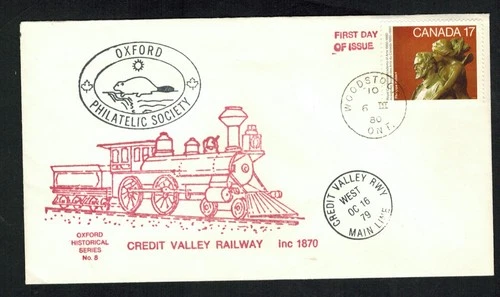 OXFORD
PHILATELIC SOCIETY
FIRST DAY
OF ISSUE
CANADA 17
WOODSTOCK
10
6 III
80
ONT.
CREDIT VALLEY RWY
WEST
OC 16
79
MAIN LINE
OXFORD
HISTORICAL
SERIES
No. 8
CREDIT VALLEY RAILWAY inc 1870